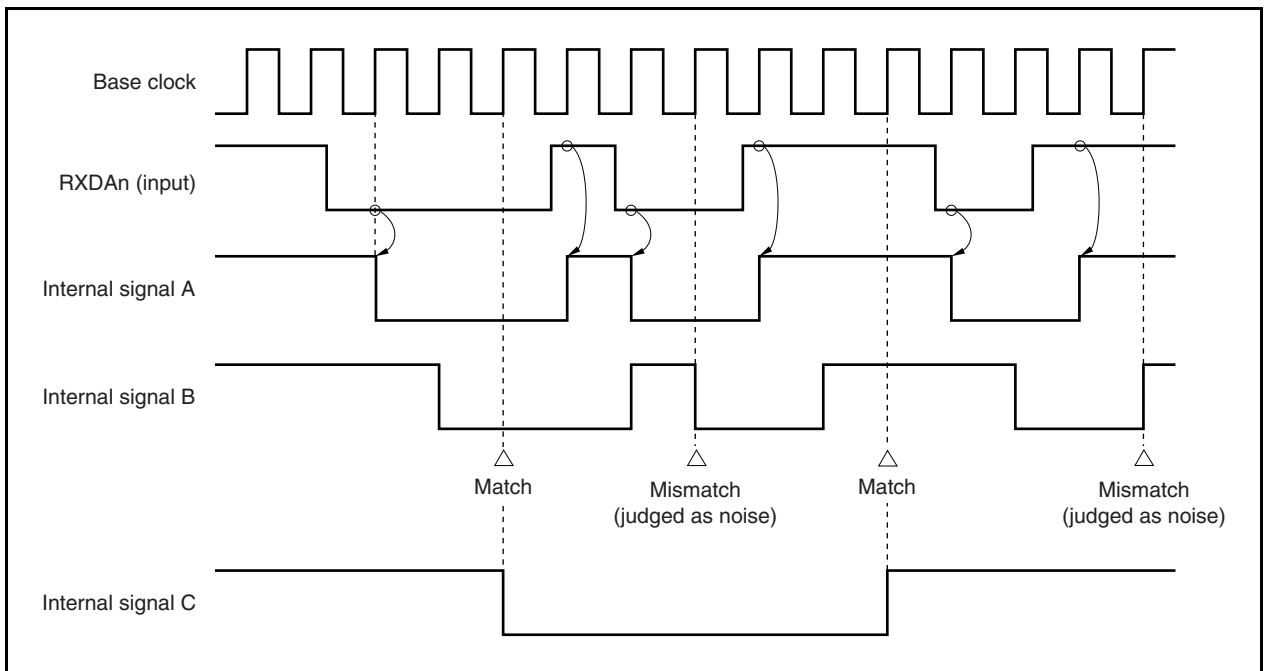 Base clock
RXDAn (input)
Internal signal A
Internal signal B
Match
Mismatch
(judged as noise)
Match
Mismatch
(judged as noise)
Internal signal C